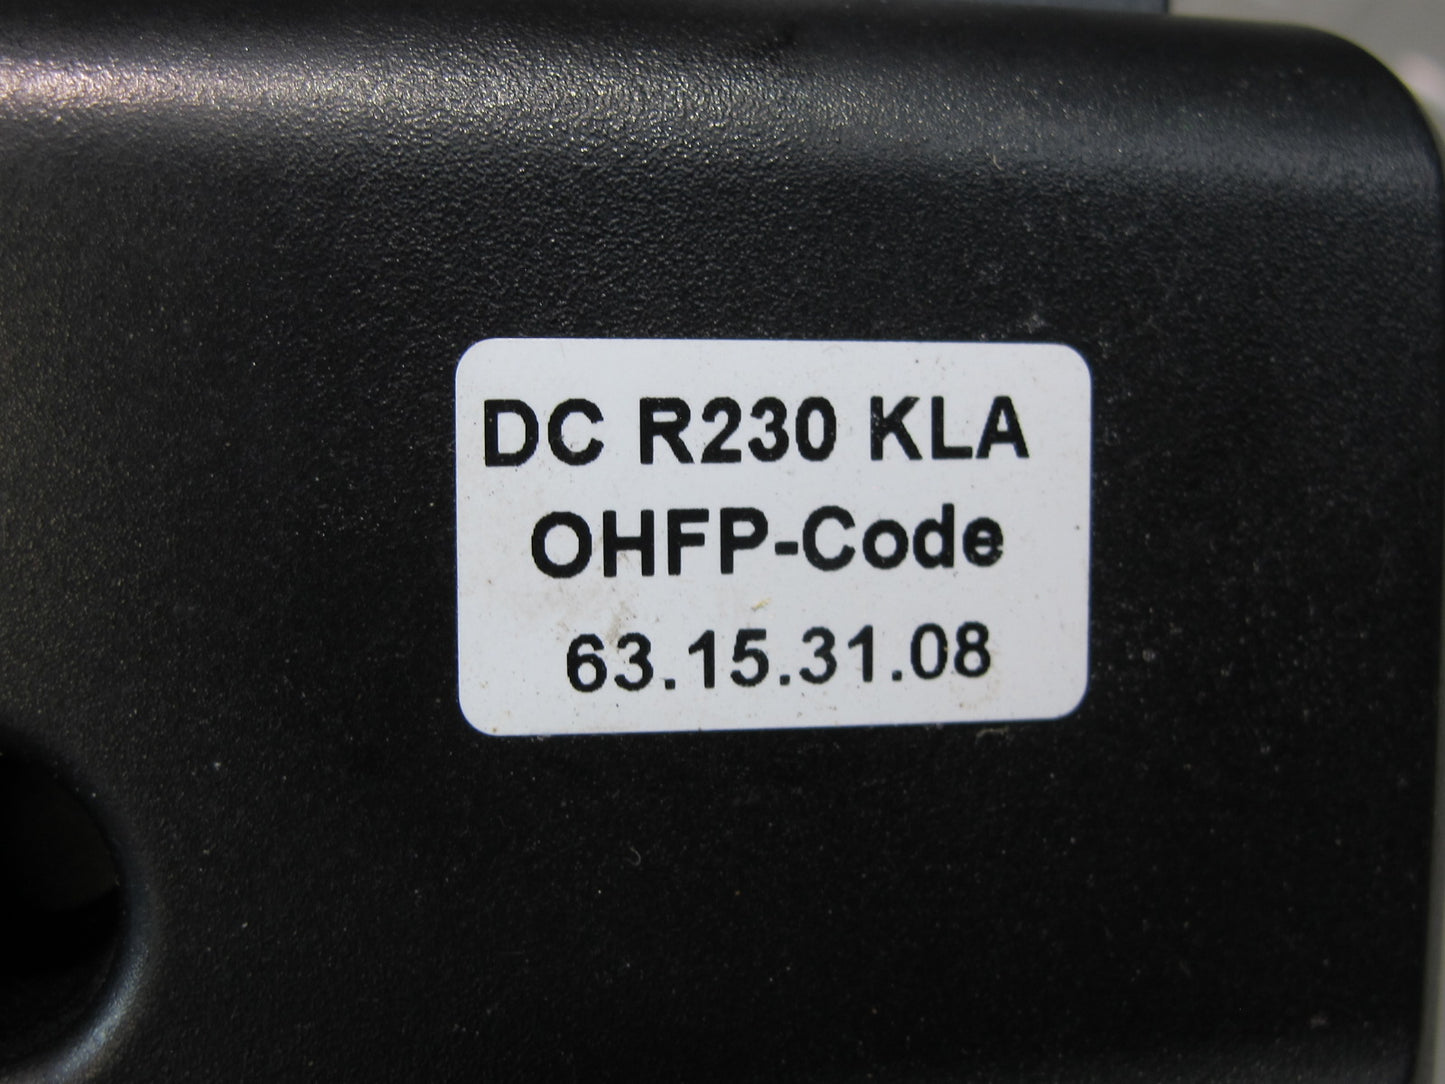 DC R230 KLA
OHFP-Code
63.15.31.08